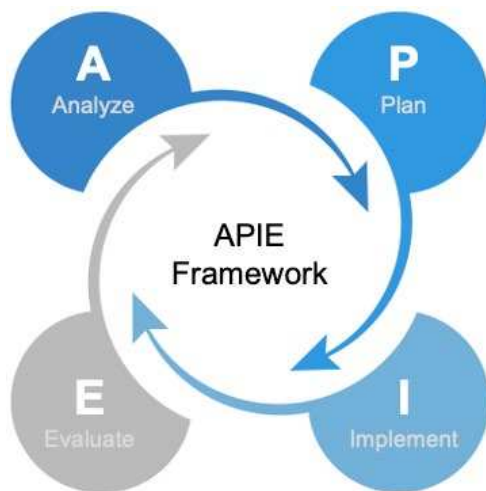 A
Analyze
P
Plan
APIE
Framework
E
Evaluate
I
Implement